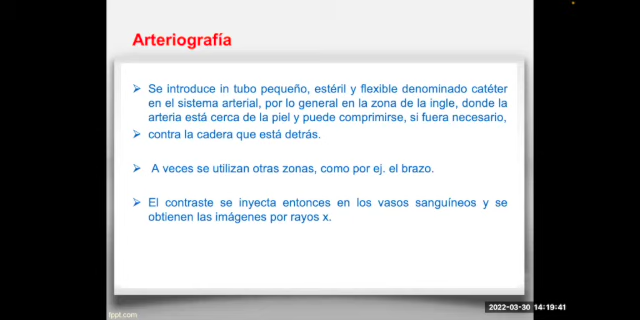 Arteriografía
➢ Se introduce in tubo pequeño, estéril y flexible denominado catéter
en el sistema arterial, por lo general en la zona de la ingle, donde la
arteria está cerca de la piel y puede comprimirse, si fuera necesario,
➢ contra la cadera que está detrás.
➢ A veces se utilizan otras zonas, como por ej. el brazo.
➢ El contraste se inyecta entonces en los vasos sanguíneos y se
obtienen las imágenes por rayos x.
2022-03-30 14:19:41
fppt.com